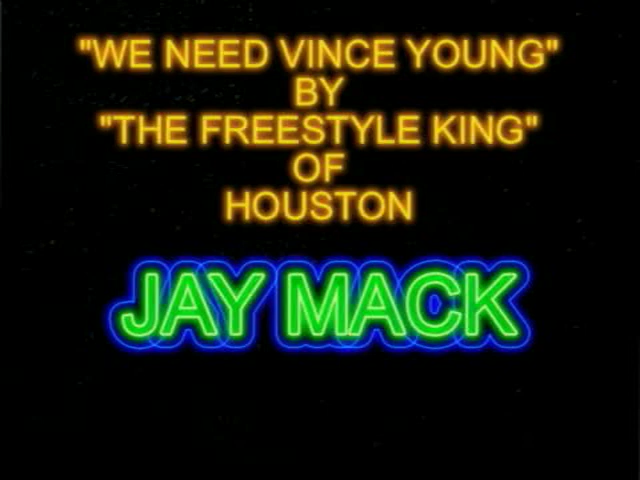 "WE NEED VINCE YOUNG"
BY
"THE FREESTYLE KING"
OF
HOUSTON
JAY MACK